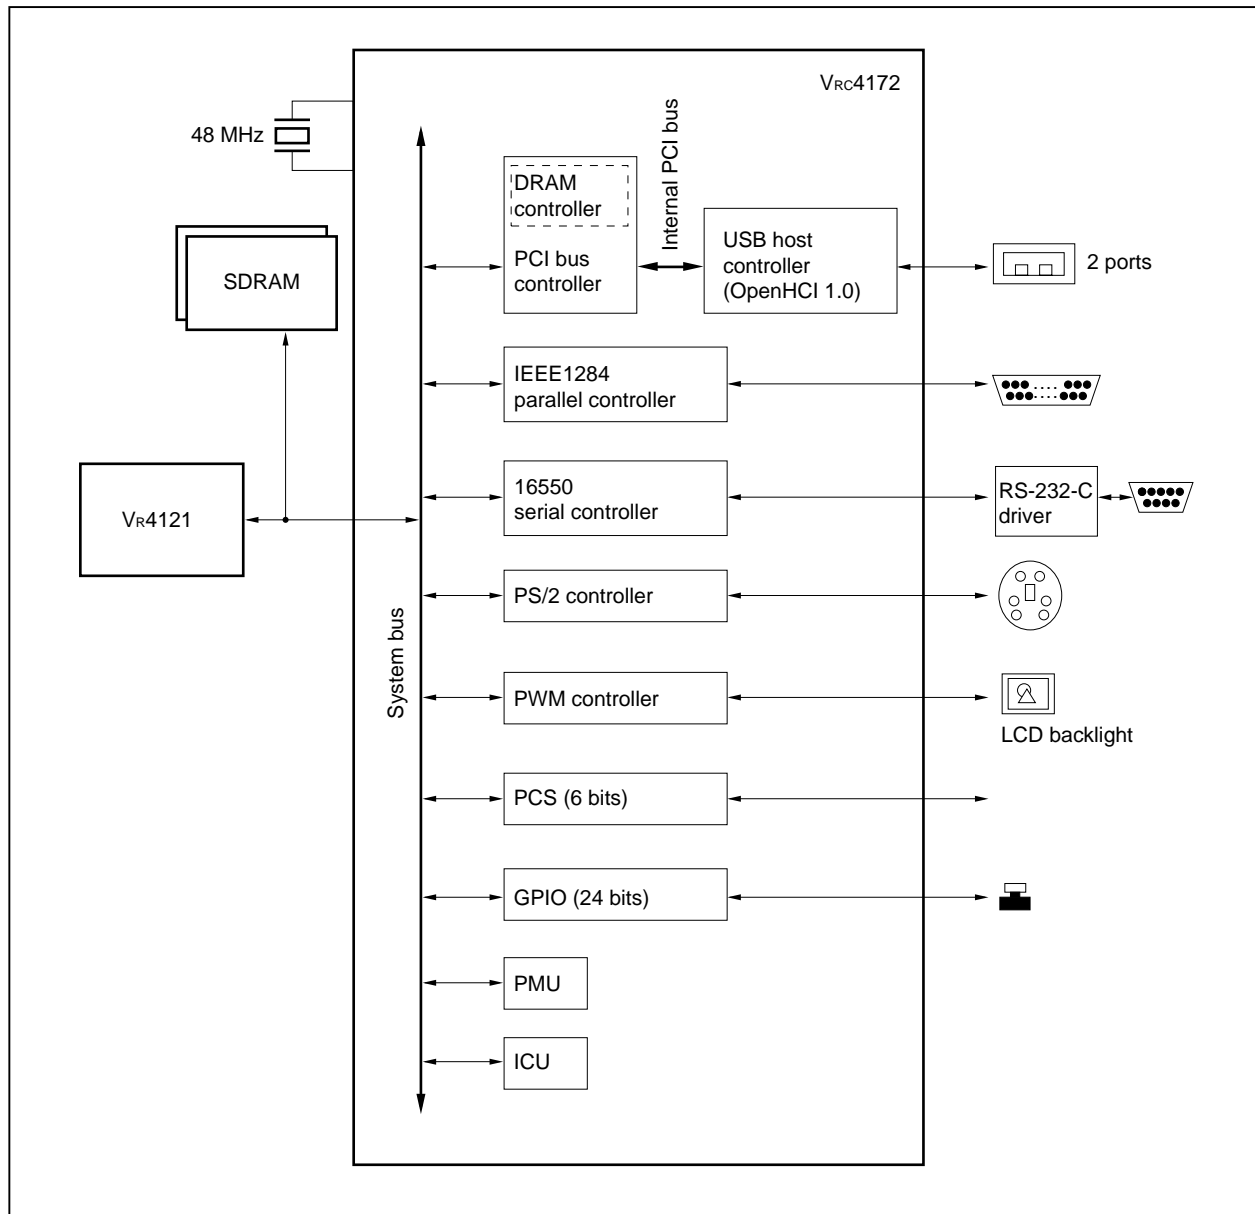 VRC4172
48 MHz
Internal PCI bus
DRAM
controller
PCI bus
controller
USB host
controller
(OpenHCI 1.0)
2 ports
SDRAM
IEEE1284
parallel controller
VR4121
16550
serial controller
RS-232-C
driver
PS/2 controller
System bus
PWM controller
LCD backlight
PCS (6 bits)
GPIO (24 bits)
PMU
ICU